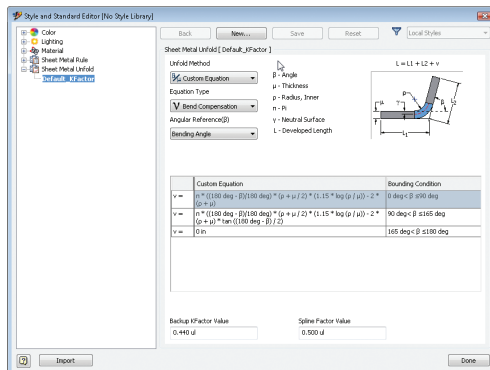 Style and Standard Editor [No Style Library]
Color
Lighting
Material
Sheet Metal Rule
Sheet Metal Unfold
Default_KFactor
Back
New...
Save
Reset
Local Styles
Sheet Metal Unfold [ Default_KFactor ]
Unfold Method
Custom Equation
Equation Type
Bend Compensation
Angular Reference(β)
Bending Angle
β - Angle
μ - Thickness
ρ - Radius, Inner
π - Pi
γ - Neutral Surface
L - Developed Length
L = L1 + L2 + ν
ρ
μ
γ
β
L2
L1
Custom Equation
Bounding Condition
ν =
π * ((180 deg - β)/180 deg) * (ρ + μ / 2) * (1.15 * log (ρ / μ)) - 2 * (ρ + μ)
0 deg< β ≤90 deg
ν =
π * ((180 deg - β)/180 deg) * (ρ + μ / 2) * (1.15 * log (ρ / μ)) - 2 * (ρ + μ) * tan ((180 deg - β) / 2)
90 deg< β ≤165 deg
ν =
0 in
165 deg< β ≤180 deg
Backup KFactor Value
0.440 ul
Spline Factor Value
0.500 ul
?
Import
Done